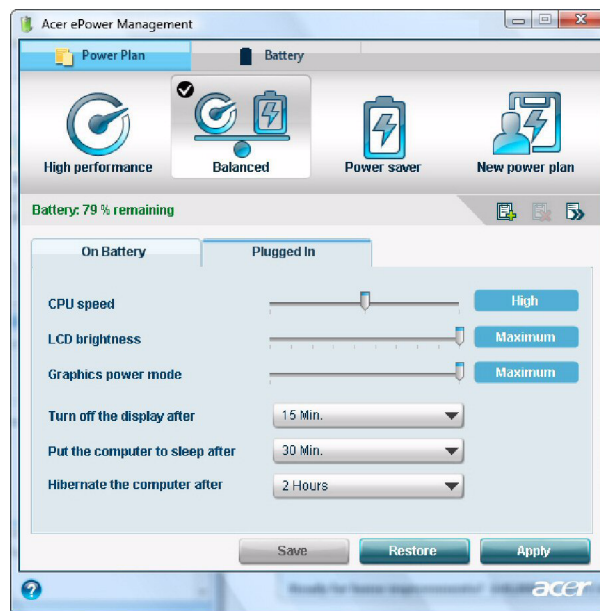 Acer ePower Management
Power Plan
Battery
High performance
Balanced
Power saver
New power plan
Battery: 79 % remaining
On Battery
Plugged In
CPU speed
High
LCD brightness
Maximum
Graphics power mode
Maximum
Turn off the display after
15 Min.
Put the computer to sleep after
30 Min.
Hibernate the computer after
2 Hours
Save
Restore
Apply
?
acer